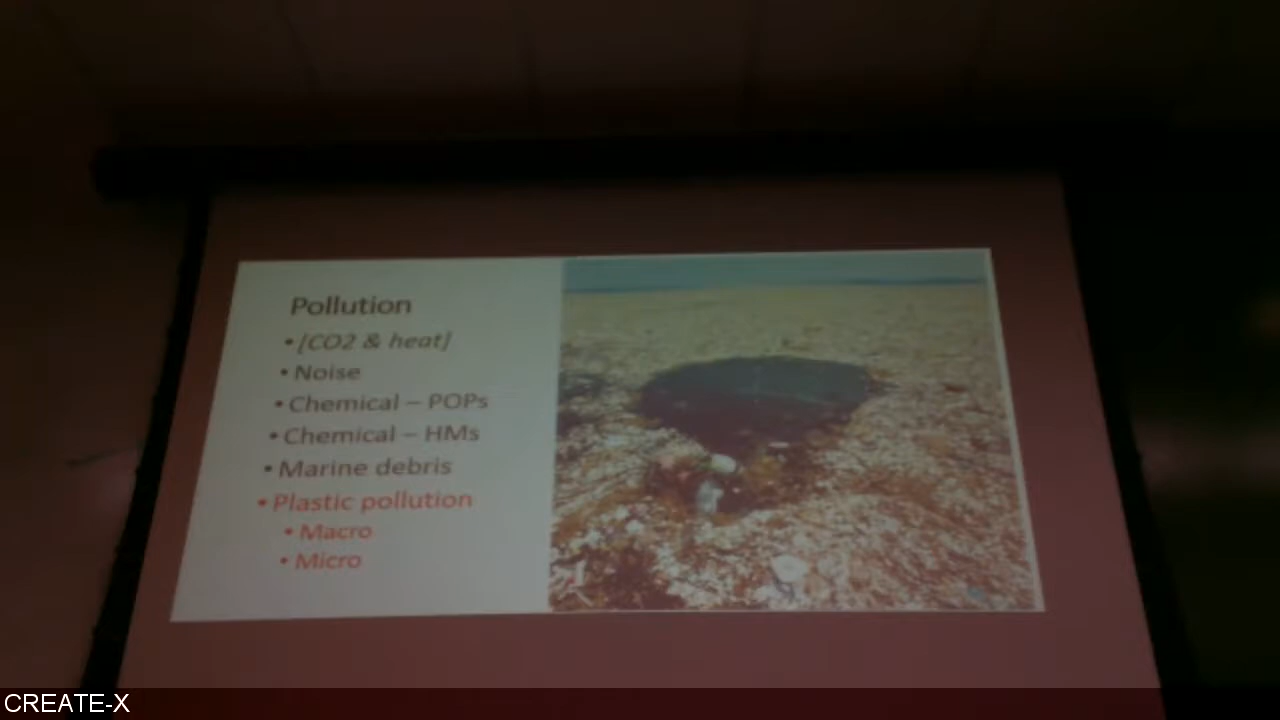 Pollution
• [CO2 & heat]
• Noise
• Chemical – POPs
• Chemical – HMs
• Marine debris
• Plastic pollution
• Macro
• Micro
CREATE-X